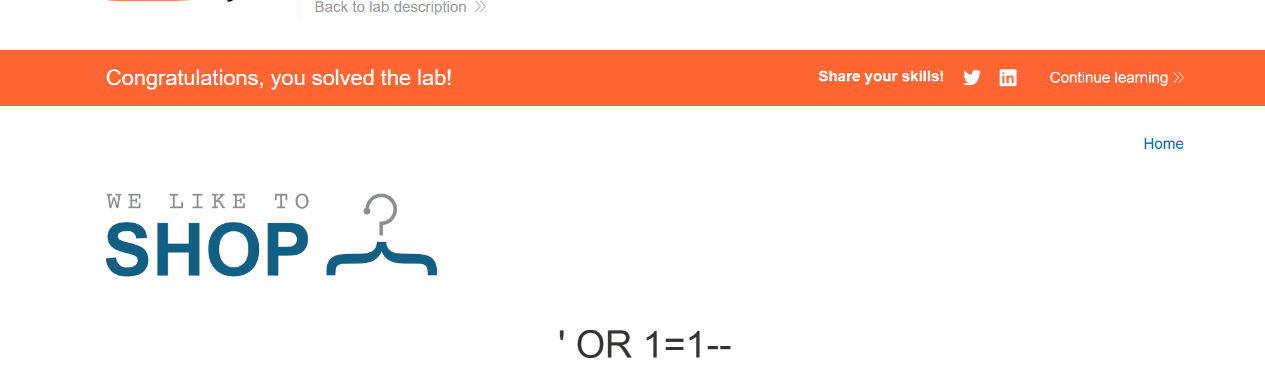 Back to lab description
Congratulations, you solved the lab!
Share your skills!
Continue learning
Home
WE LIKE TO
SHOP
' OR 1=1--